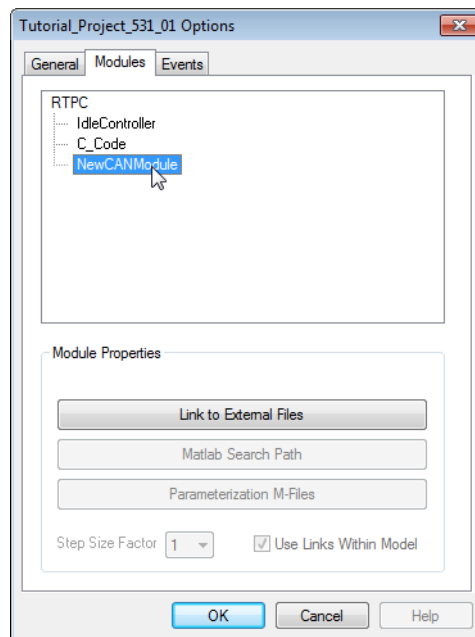 Tutorial_Project_531_01 Options
General Modules Events
RTPC
IdleController
C_Code
NewCANModule
Module Properties
Link to External Files
Matlab Search Path
Parameterization M-Files
Step Size Factor 1 Use Links Within Model
OK Cancel Help